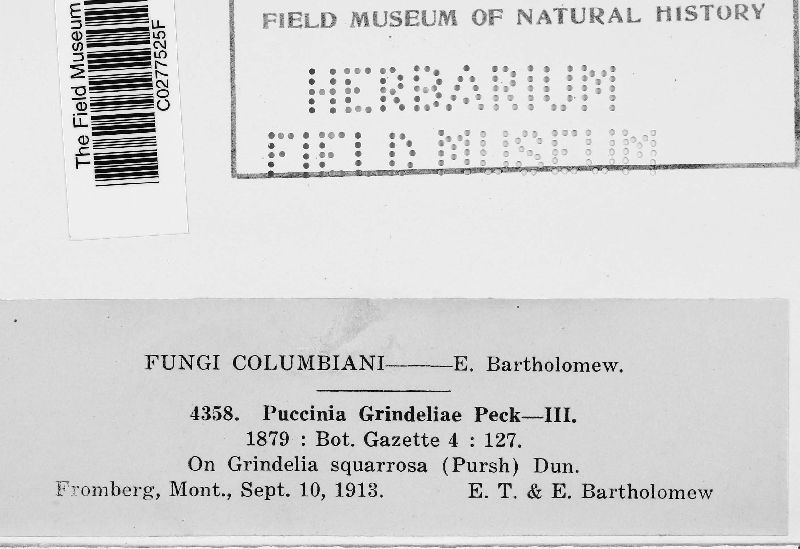 The Field Museum
C0277525F
FIELD MUSEUM OF NATURAL HISTORY
HERBARIUM
FIELD MUSEUM
FUNGI COLUMBIANI——E. Bartholomew.
4358. Puccinia Grindeliae Peck—III.
1879 : Bot. Gazette 4 : 127.
On Grindelia squarrosa (Pursh) Dun.
Fromberg, Mont., Sept. 10, 1913. E. T. & E. Bartholomew